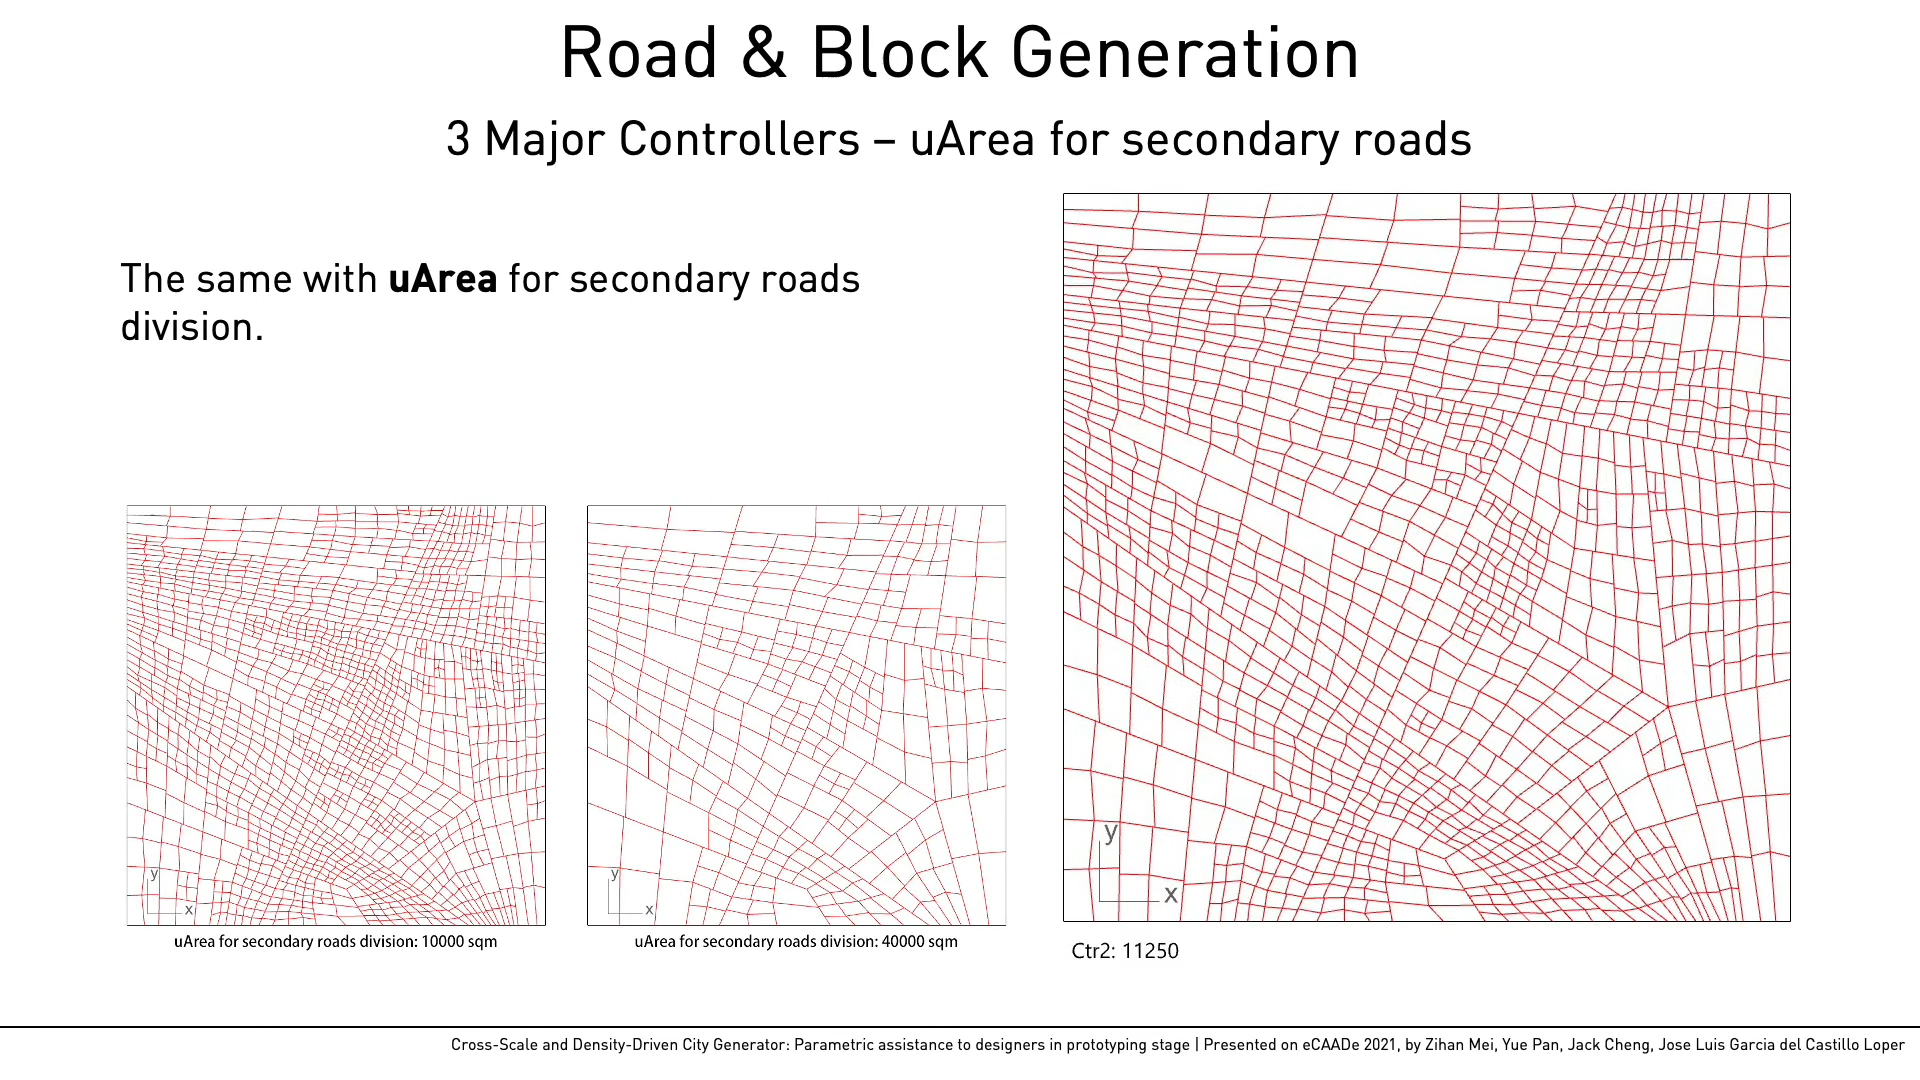 Road & Block Generation
3 Major Controllers – uArea for secondary roads
The same with uArea for secondary roads
division.
y
x
uArea for secondary roads division: 10000 sqm
y
x
uArea for secondary roads division: 40000 sqm
y
x
Ctr2: 11250
Cross-Scale and Density-Driven City Generator: Parametric assistance to designers in prototyping stage | Presented on eCAADe 2021, by Zihan Mei, Yue Pan, Jack Cheng, Jose Luis Garcia del Castillo Loper